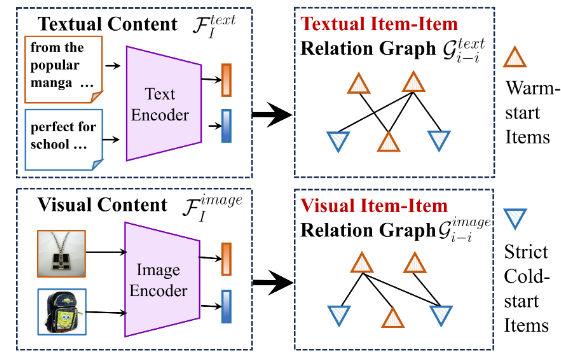 Textual Content $\mathcal{F}_I^{text}$
from the
popular
manga ...
perfect for
school ...
Text
Encoder
Textual Item-Item
Relation Graph $\mathcal{G}_{i-i}^{text}$
Warm-
start
Items
Visual Content $\mathcal{F}_I^{image}$
Image
Encoder
Visual Item-Item
Relation Graph $\mathcal{G}_{i-i}^{image}$
Strict
Cold-
start
Items